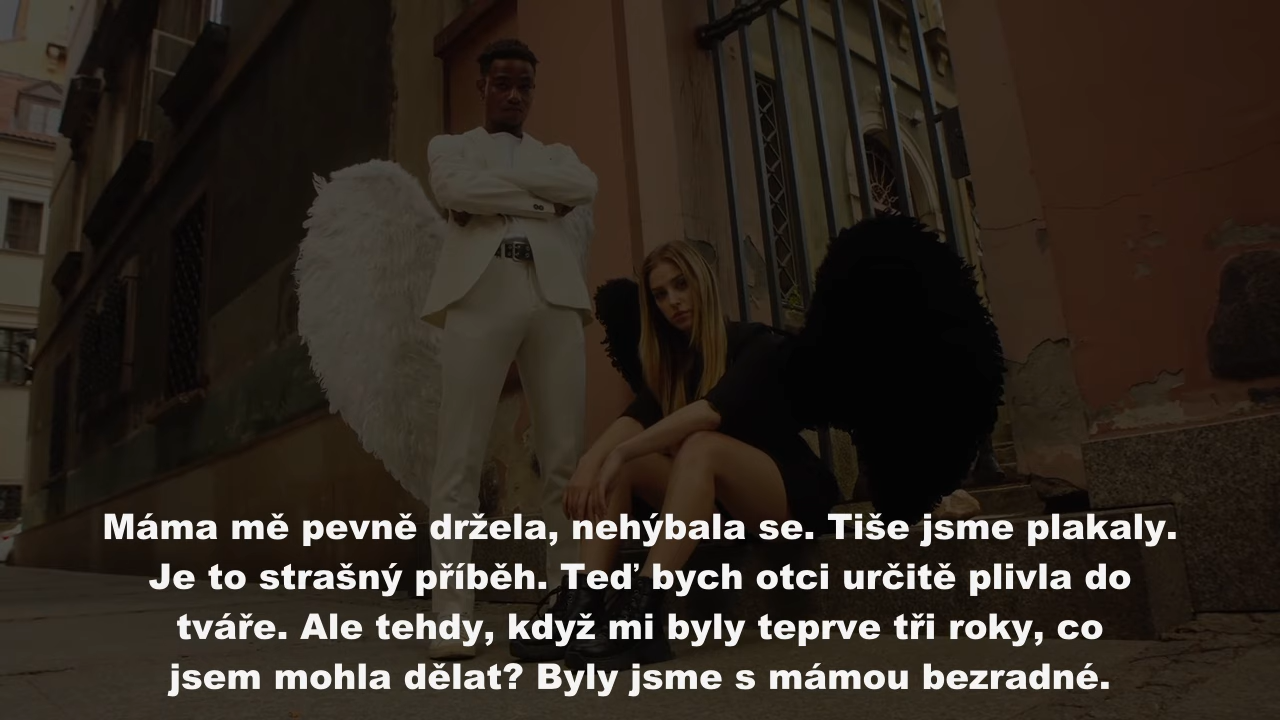 Máma mě pevně držela, nehýbala se. Tiše jsme plakaly.
Je to strašný příběh. Teď bych otci určitě plivla do
tváře. Ale tehdy, když mi byly teprve tři roky, co
jsem mohla dělat? Byly jsme s mámou bezradné.